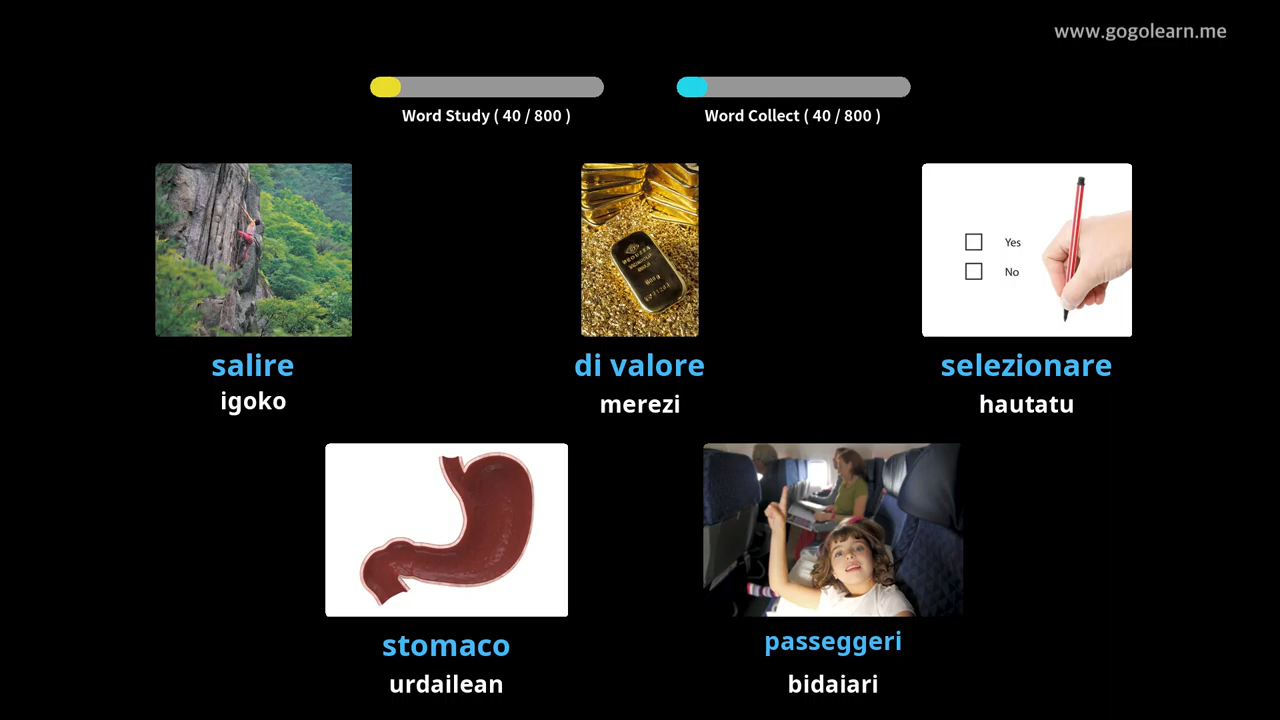 www.gogolearn.me
Word Study ( 40 / 800 )
Word Collect ( 40 / 800 )
Yes
No
salire
di valore
selezionare
igoko
merezi
hautatu
stomaco
passeggeri
urdailean
bidaiari